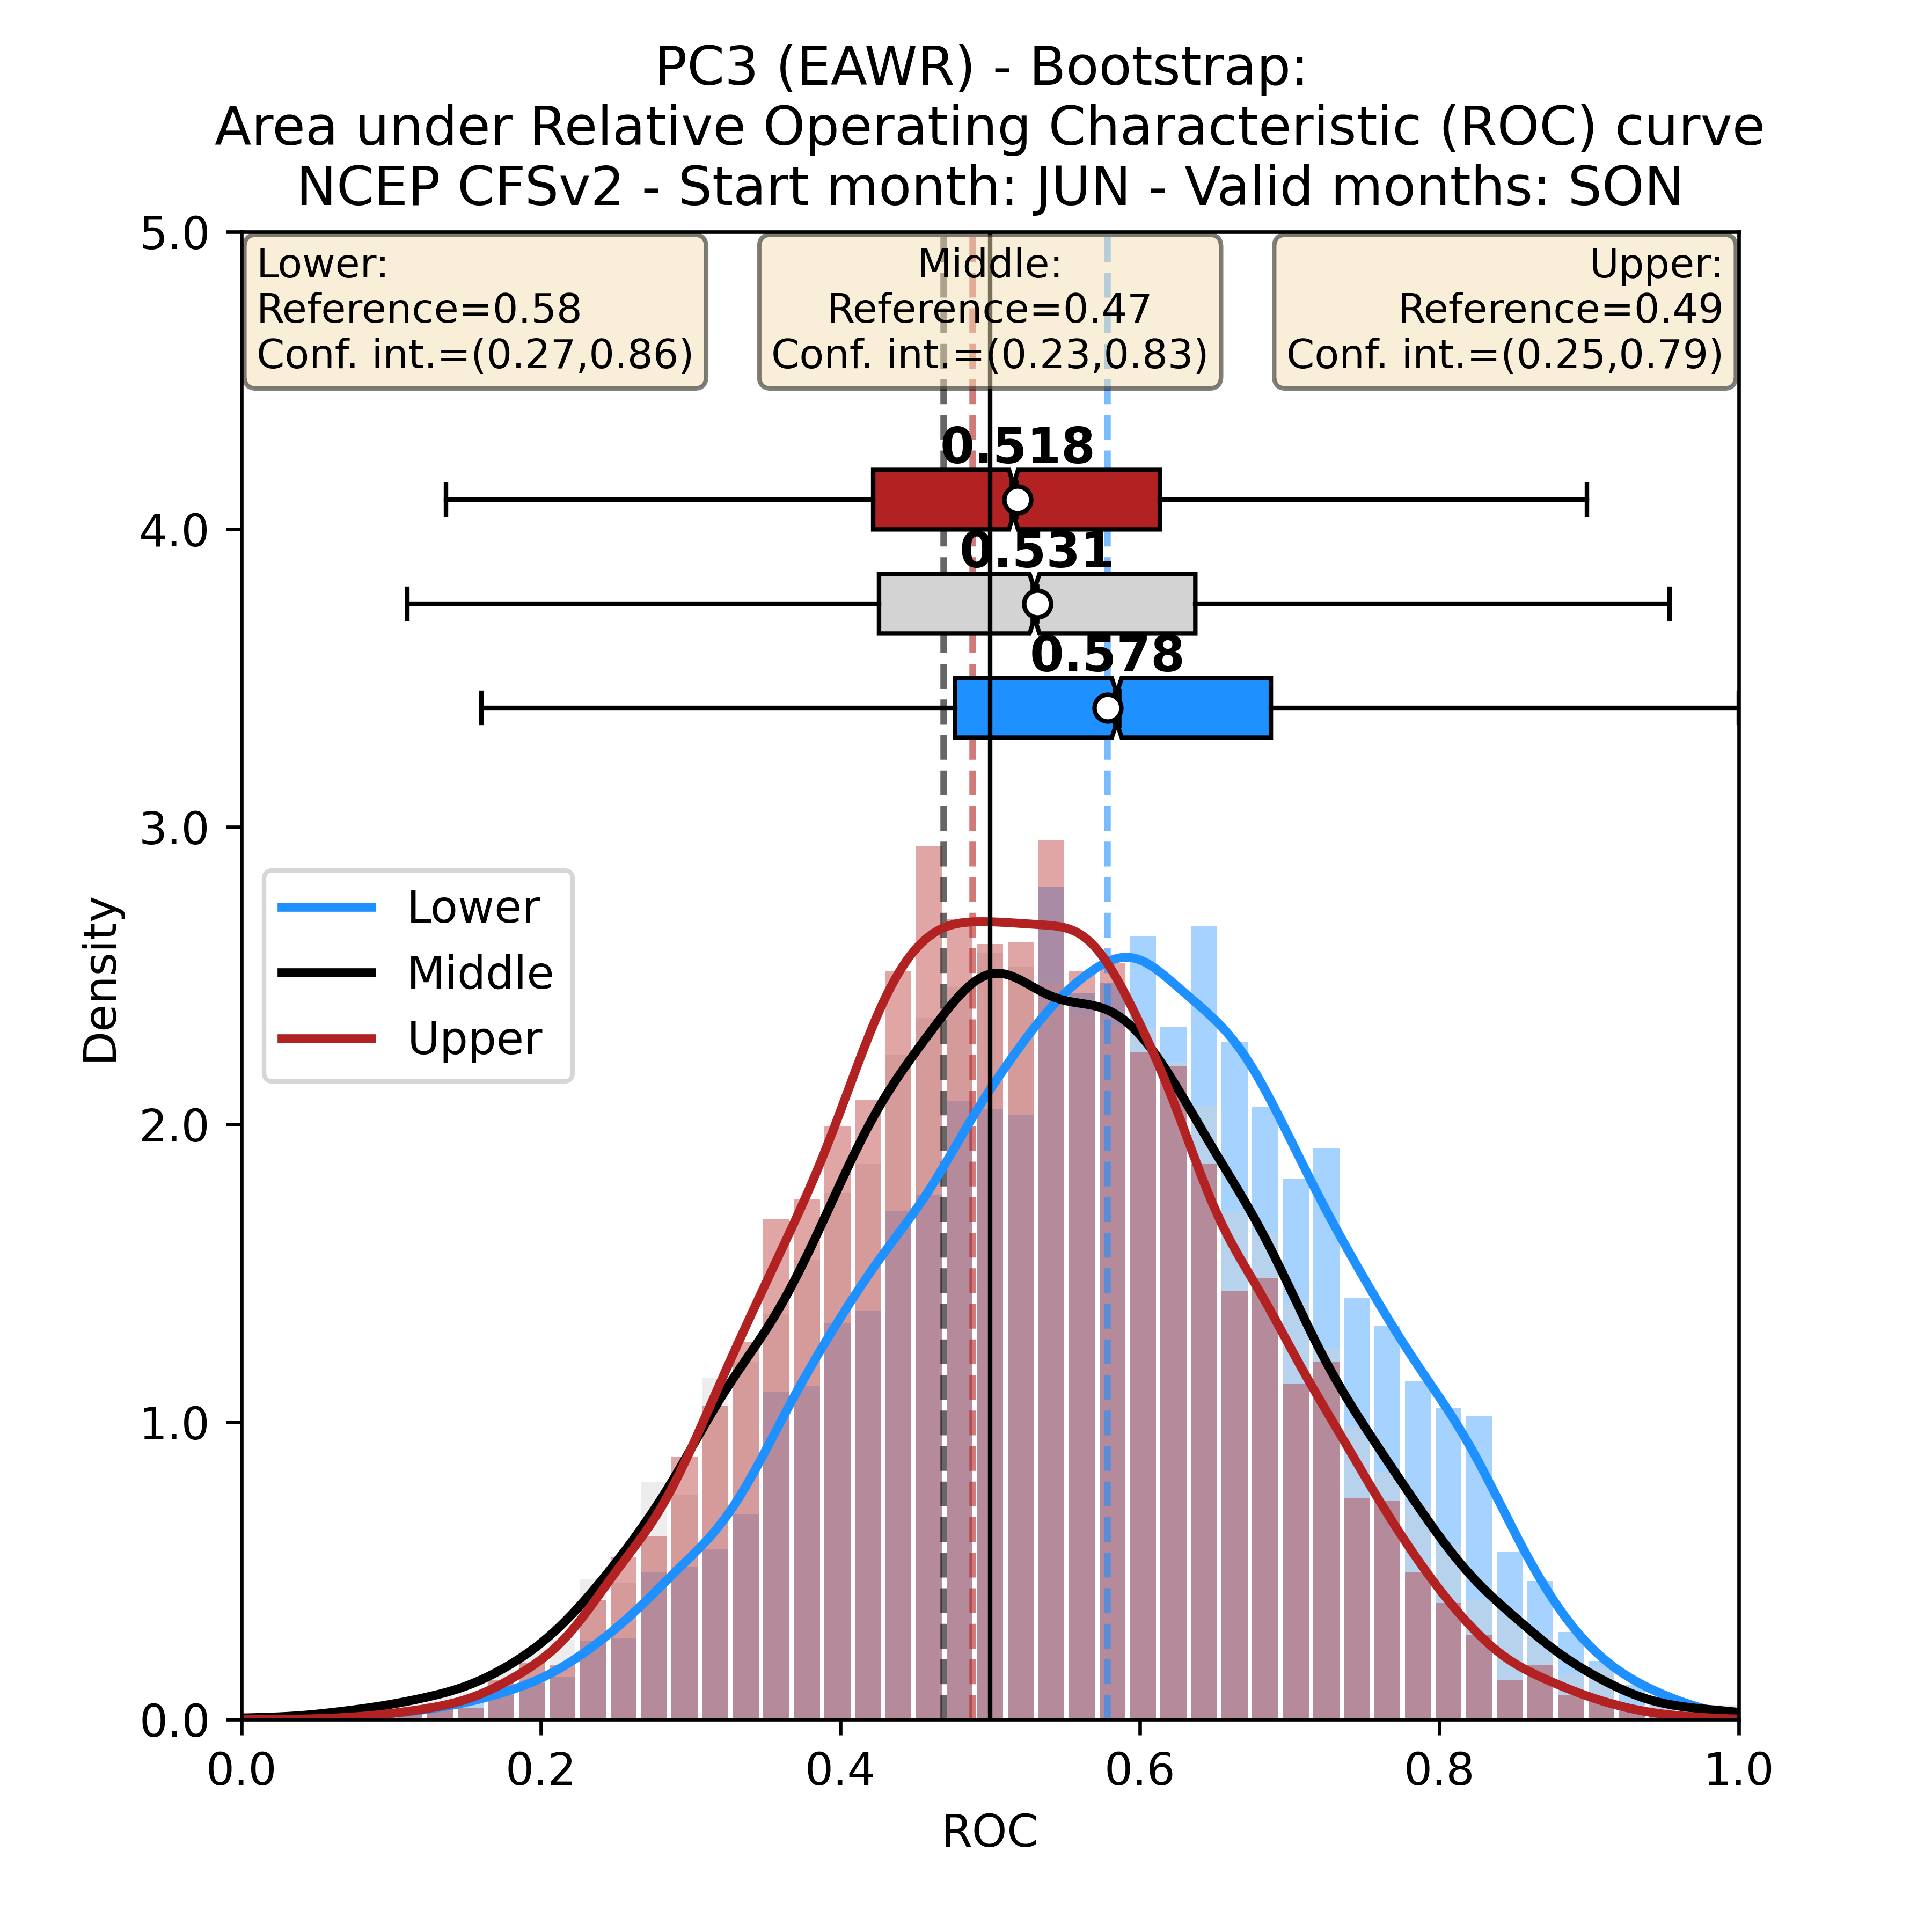 PC3 (EAWR) - Bootstrap:
Area under Relative Operating Characteristic (ROC) curve
NCEP CFSv2 - Start month: JUN - Valid months: SON
5.0
Lower:
Reference=0.58
Conf. int.=(0.27,0.86)
Middle:
Reference=0.47
Conf. int.=(0.23,0.83)
Upper:
Reference=0.49
Conf. int.=(0.25,0.79)
0.518
4.0
0.531
0.578
3.0
Lower
Middle
Upper
Density
2.0
1.0
0.0
0.0 0.2 0.4 0.6 0.8 1.0
ROC